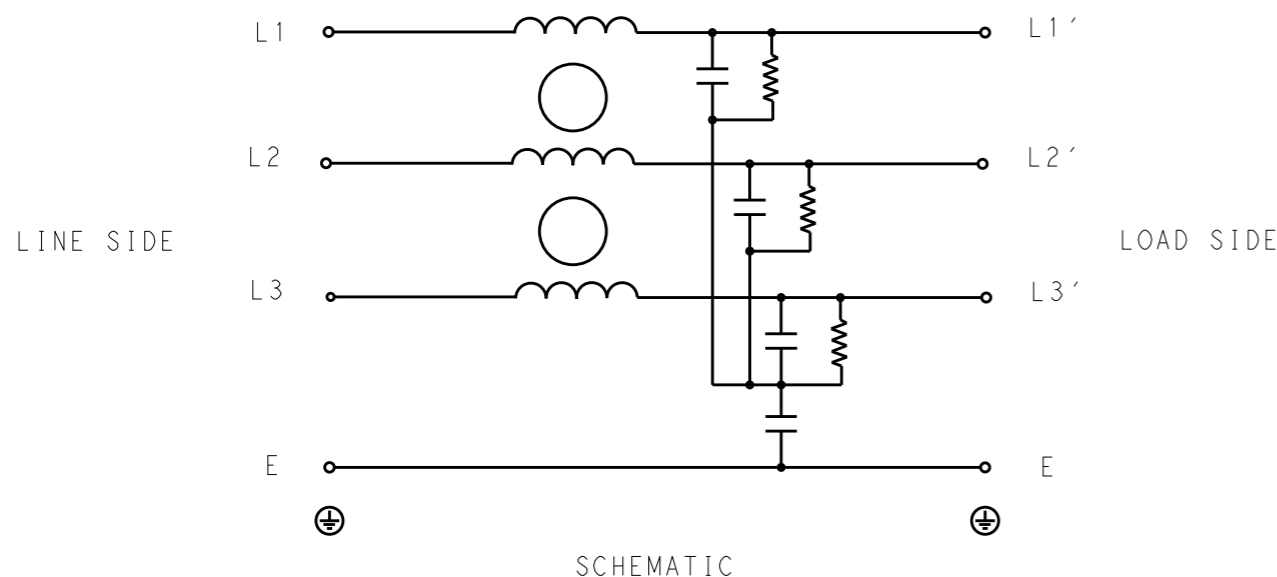 L1
L1´
L2
L2´
LINE SIDE
LOAD SIDE
L3
L3´
E
E
SCHEMATIC